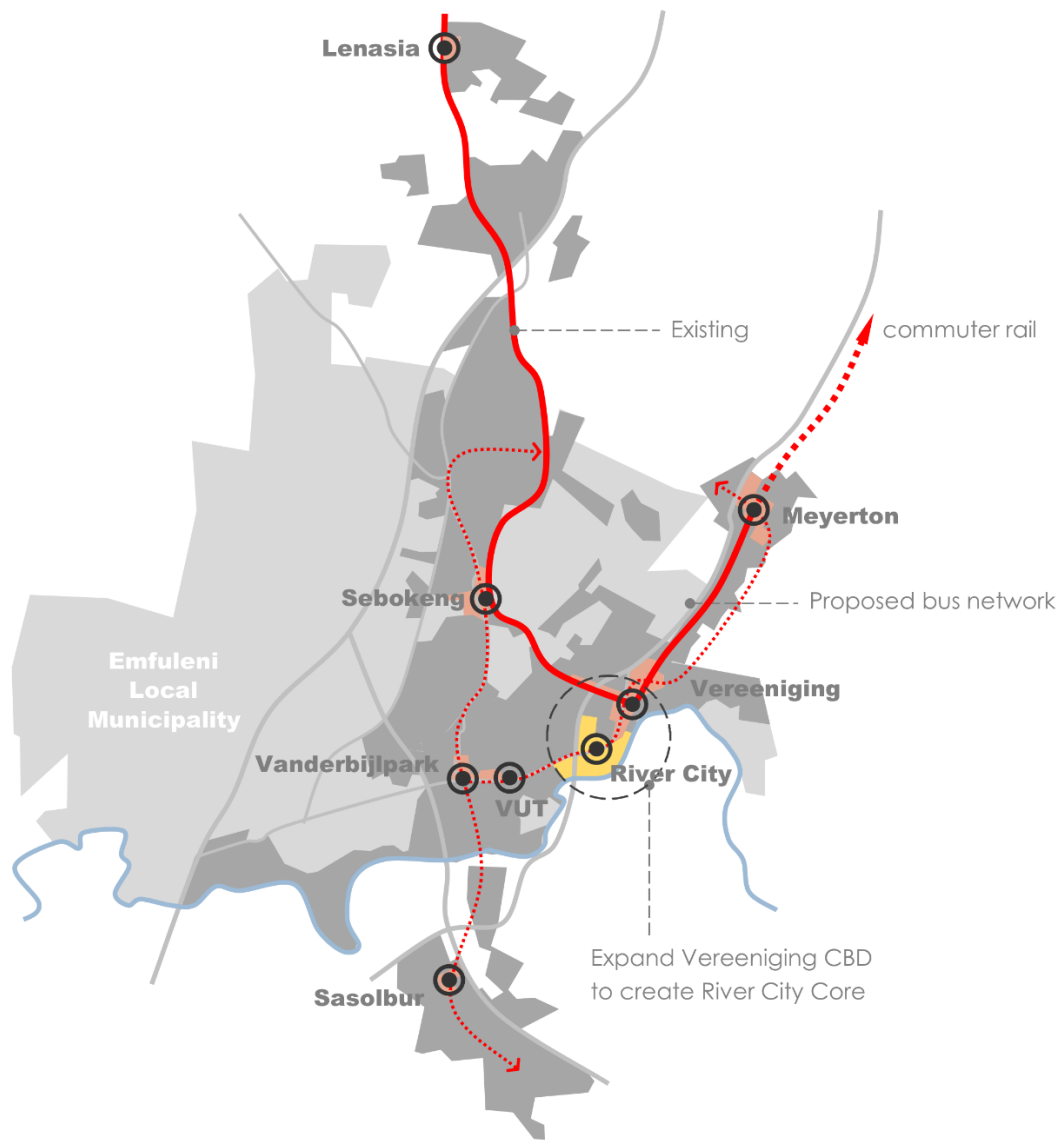 Lenasia
Existing
commuter rail
Meyerton
Sebokeng
Proposed bus network
Emfuleni
Local
Municipality
Vereeniging
Vanderbijlpark
River City
VUT
Expand Vereeniging CBD
to create River City Core
Sasolbur